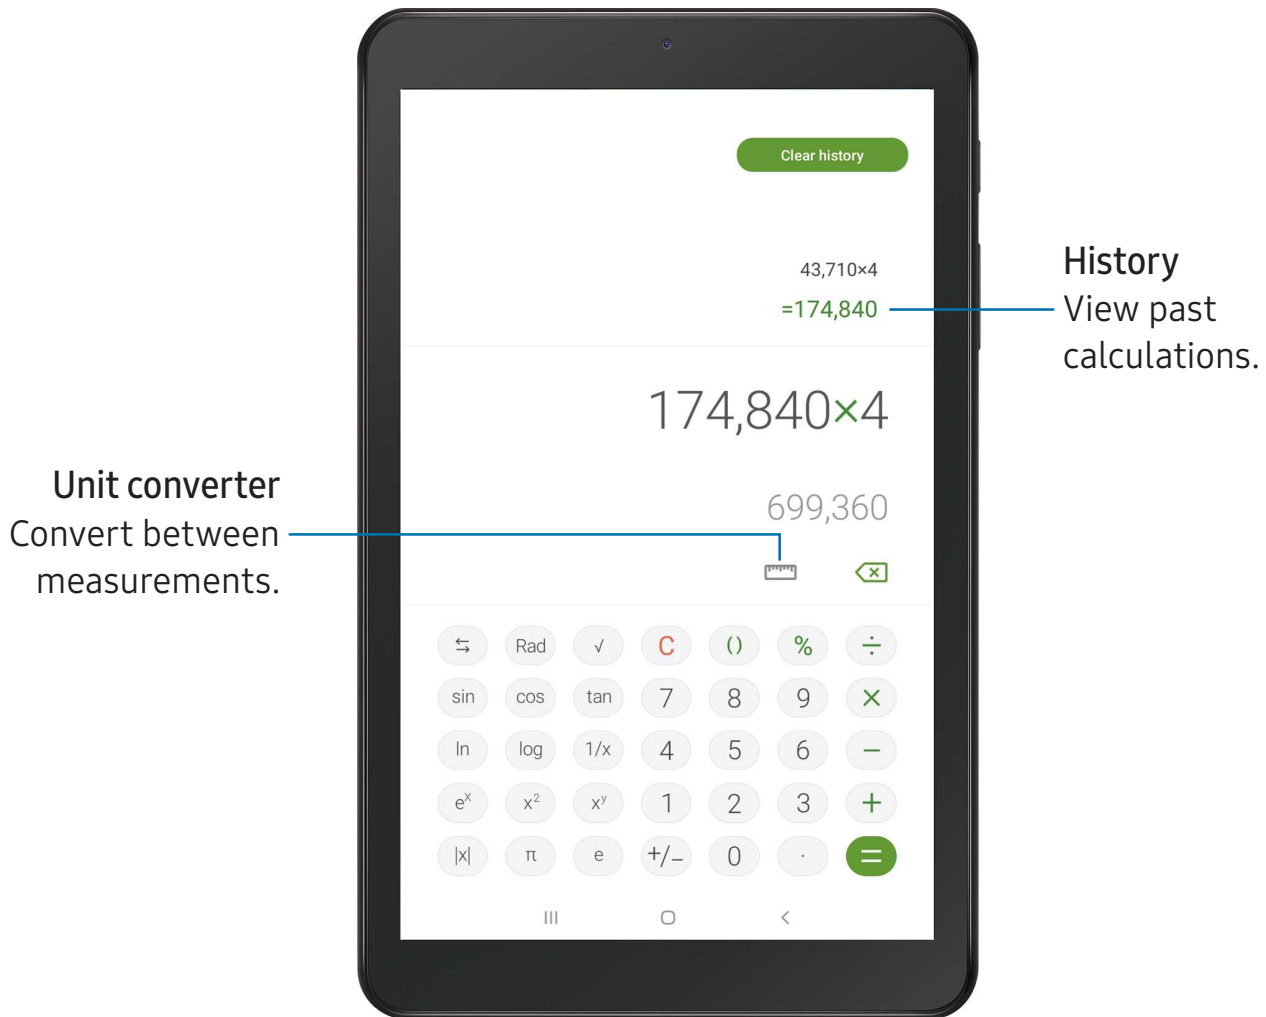 Clear history
43,710×4
=174,840
History
View past
calculations.
174,840×4
Unit converter
Convert between
measurements.
699,360
⇆ Rad √ C () % ÷
sin cos tan 7 8 9 ×
ln log 1/x 4 5 6 −
eˣ x² xʸ 1 2 3 +
|x| π e +/− 0 . =